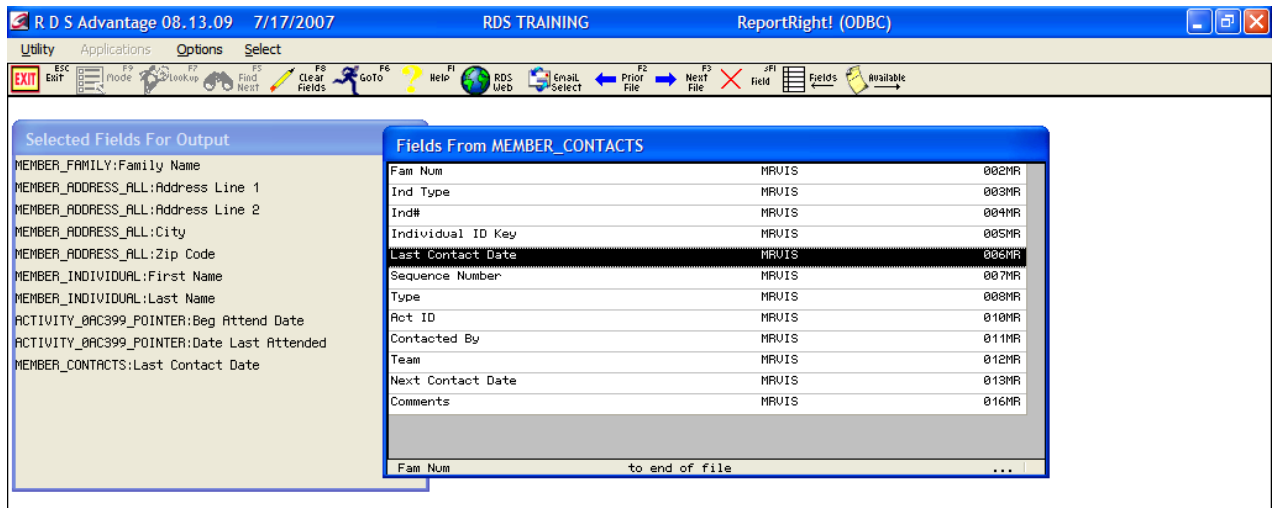 R D S Advantage 08.13.09 7/17/2007 RDS TRAINING ReportRight! (ODBC)
Utility Applications Options Select
EXIT ESC Exit F9 Mode F7 Lookup F5 Find Next F8 Clear Fields F6 GoTo F1 Help RDS Web Email Select F2 Prior File F3 Next File sF1 Field Fields Available
Selected Fields For Output
MEMBER_FAMILY:Family Name
MEMBER_ADDRESS_ALL:Address Line 1
MEMBER_ADDRESS_ALL:Address Line 2
MEMBER_ADDRESS_ALL:City
MEMBER_ADDRESS_ALL:Zip Code
MEMBER_INDIVIDUAL:First Name
MEMBER_INDIVIDUAL:Last Name
ACTIVITY_0AC399_POINTER:Beg Attend Date
ACTIVITY_0AC399_POINTER:Date Last Attended
MEMBER_CONTACTS:Last Contact Date
Fields From MEMBER_CONTACTS
Fam Num MRVIS 002MR
Ind Type MRVIS 003MR
Ind# MRVIS 004MR
Individual ID Key MRVIS 005MR
Last Contact Date MRVIS 006MR
Sequence Number MRVIS 007MR
Type MRVIS 008MR
Act ID MRVIS 010MR
Contacted By MRVIS 011MR
Team MRVIS 012MR
Next Contact Date MRVIS 013MR
Comments MRVIS 016MR
Fam Num to end of file ...